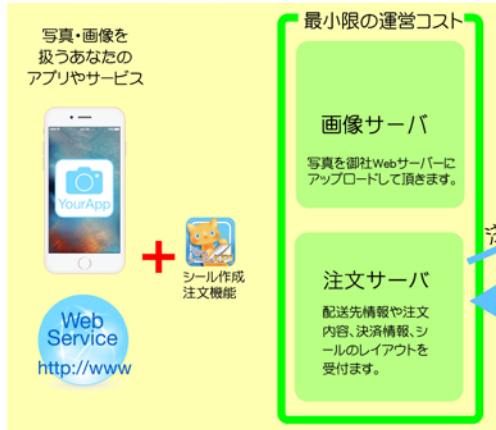 写真・画像を
扱うあなたの
アプリやサービス
YourApp
シール作成
注文機能
Web
Service
http://www
最小限の運営コスト
画像サーバ
写真を御社Webサーバーに
アップロードして頂きます。
注文サーバ
配送先情報や注文
内容、決済情報、シ
ールのレイアウトを
受付ます。